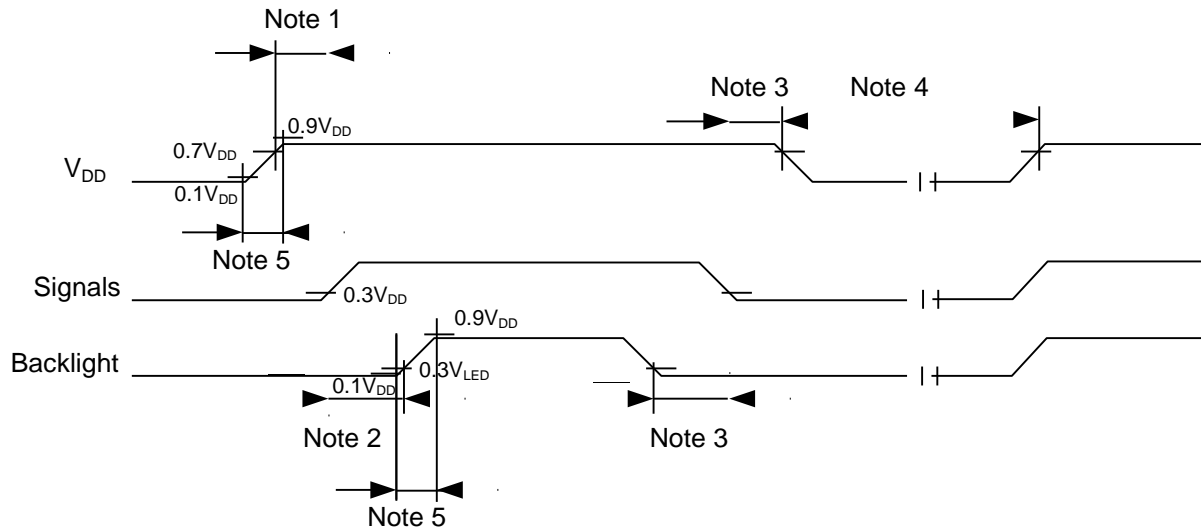 Note 1
Note 3
Note 4
0.9VDD
0.7VDD
VDD
0.1VDD
Note 5
Signals
0.3VDD
0.9VDD
Backlight
0.3VLED
0.1VDD
Note 2
Note 3
Note 5